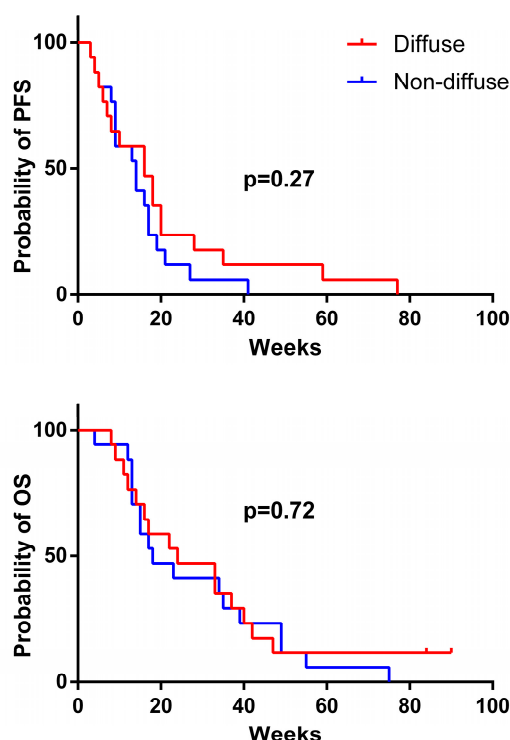 Diffuse
Non-diffuse
Probability of PFS
100
50
0
p=0.27
0 20 40 60 80 100
Weeks
Probability of OS
100
50
0
p=0.72
0 20 40 60 80 100
Weeks